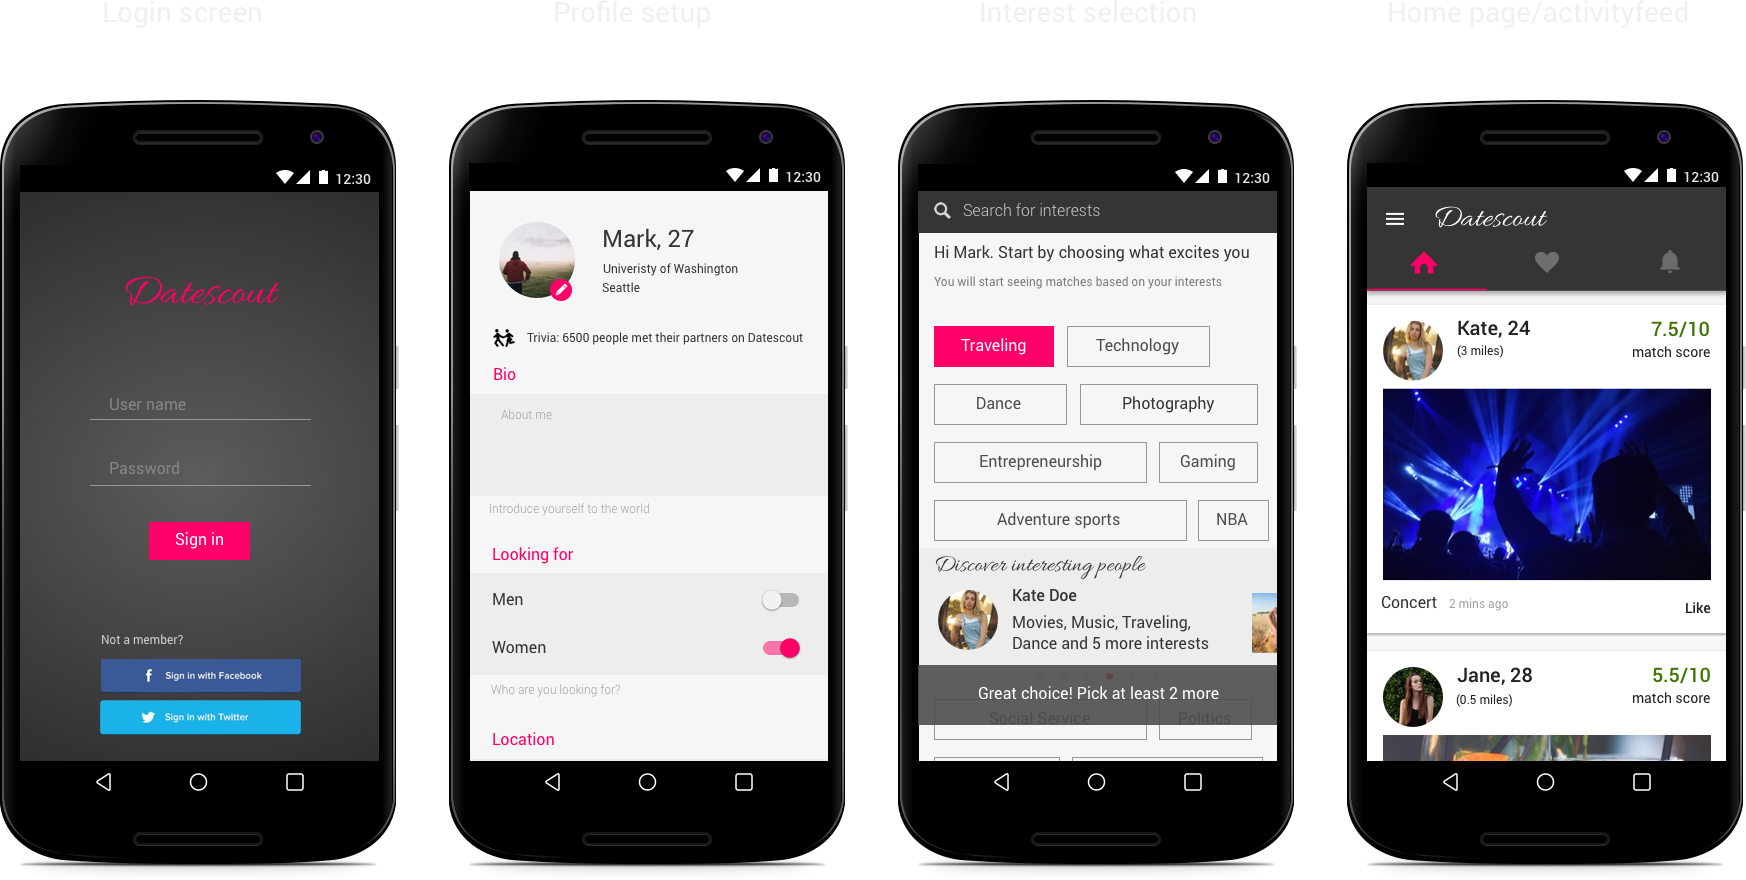 Login screen
Profile setup
Interest selection
Home page/activityfeed
12:30
Datescout
User name
Password
Sign in
Not a member?
Sign in with Facebook
Sign in with Twitter
12:30
Mark, 27
Univeristy of Washington
Seattle
Trivia: 6500 people met their partners on Datescout
Bio
About me
Introduce yourself to the world
Looking for
Men
Women
Who are you looking for?
Location
12:30
Search for interests
Hi Mark. Start by choosing what excites you
You will start seeing matches based on your interests
Traveling
Technology
Dance
Photography
Entrepreneurship
Gaming
Adventure sports
NBA
Discover interesting people
Kate Doe
Movies, Music, Traveling,
Dance and 5 more interests
Great choice! Pick at least 2 more
Social Service
Politics
12:30
Datescout
Kate, 24
7.5/10
(3 miles)
match score
Concert
2 mins ago
Like
Jane, 28
5.5/10
(0.5 miles)
match score